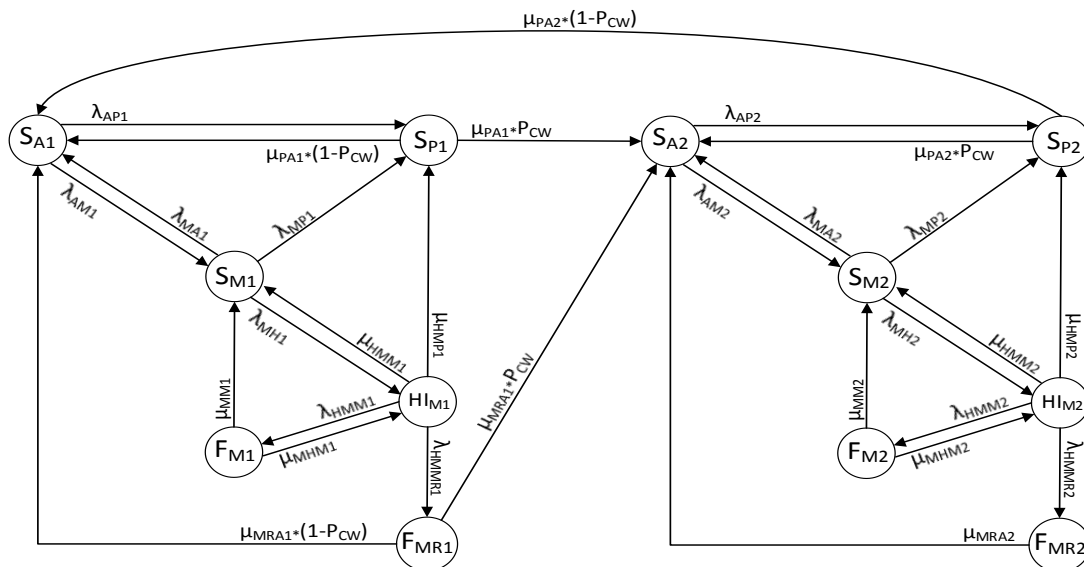 μPA2*(1-PCW)
λAP1
SA1
SP1
μPA1*(1-PCW)
μPA1*PCW
λAP2
SA2
SP2
μPA2*PCW
λAM1
λMA1
λMP1
SM1
λAM2
λMA2
λMP2
SM2
λMH1
μHMM1
μHMP1
μMM1
λHMM1
HIM1
FM1
μMHM1
λHMMR1
μMRA1*PCW
λMH2
μHMM2
μHMP2
μMM2
λHMM2
HIM2
FM2
μMHM2
λHMMR2
μMRA1*(1-PCW)
FMR1
μMRA2
FMR2